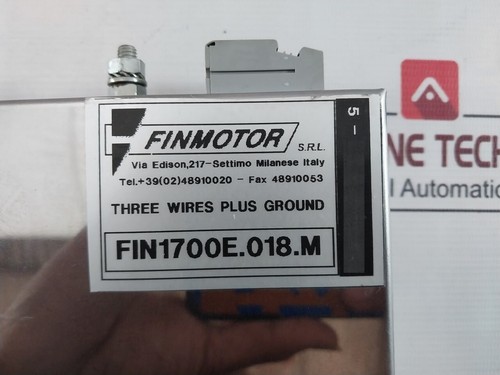 FINMOTOR S.R.L.
Via Edison,217-Settimo Milanese Italy
Tel.+39(02)48910020 - Fax 48910053
THREE WIRES PLUS GROUND
FIN1700E.018.M
5 -
NE TECH
l Automation